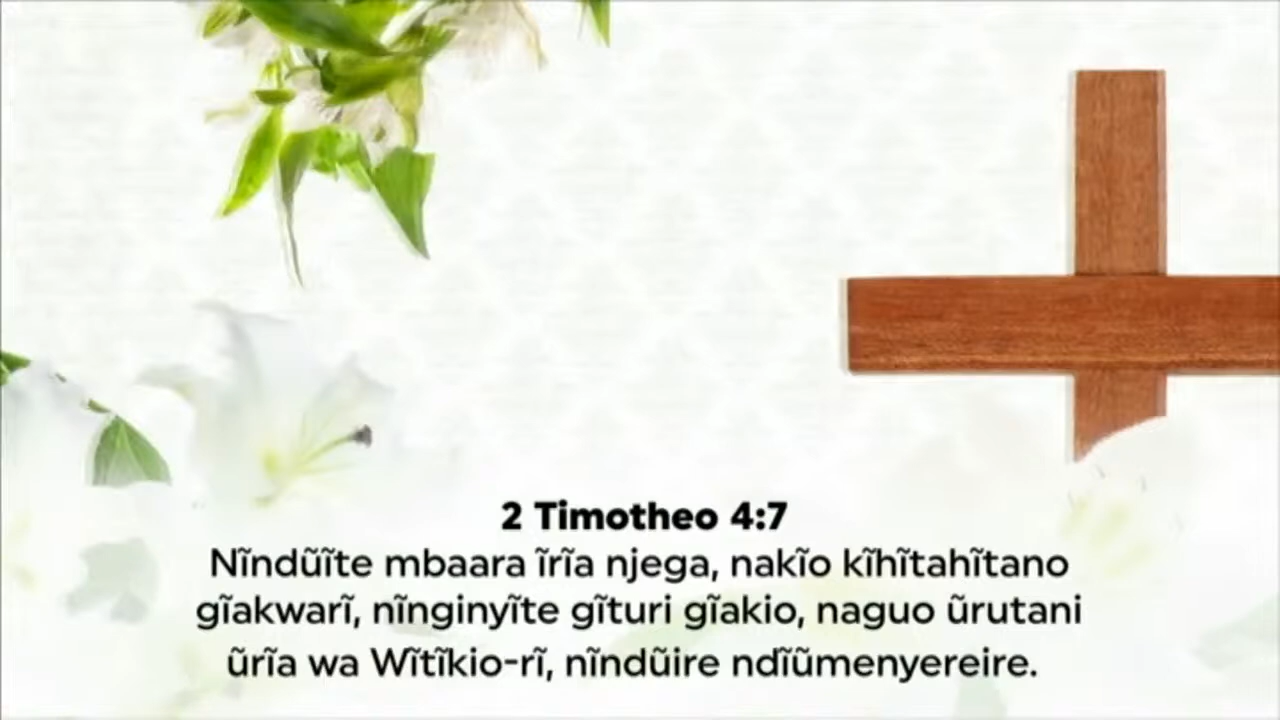 2 Timotheo 4:7
Nĩndũĩte mbaara ĩrĩa njega, nakĩo kĩhĩtahĩtano
gĩakwarĩ, nĩnginyĩte gĩturi gĩakio, naguo ũrutani
ũrĩa wa Wĩtĩkio-rĩ, nĩndũire ndĩũmenyereire.